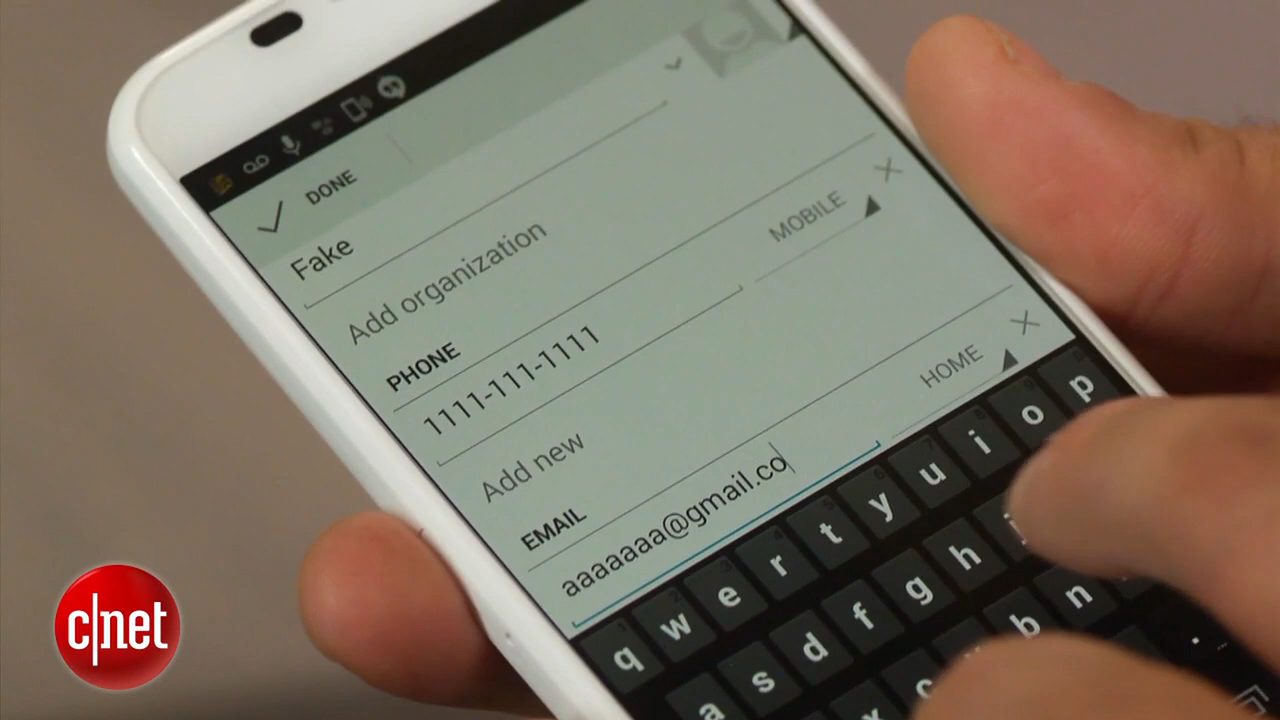 DONE
Fake
Add organization
PHONE
1111-111-1111
MOBILE
Add new
EMAIL
aaaaaaa@gmail.co
HOME
q w e r t y u i o p
a s d f g h
b n
.
c|net